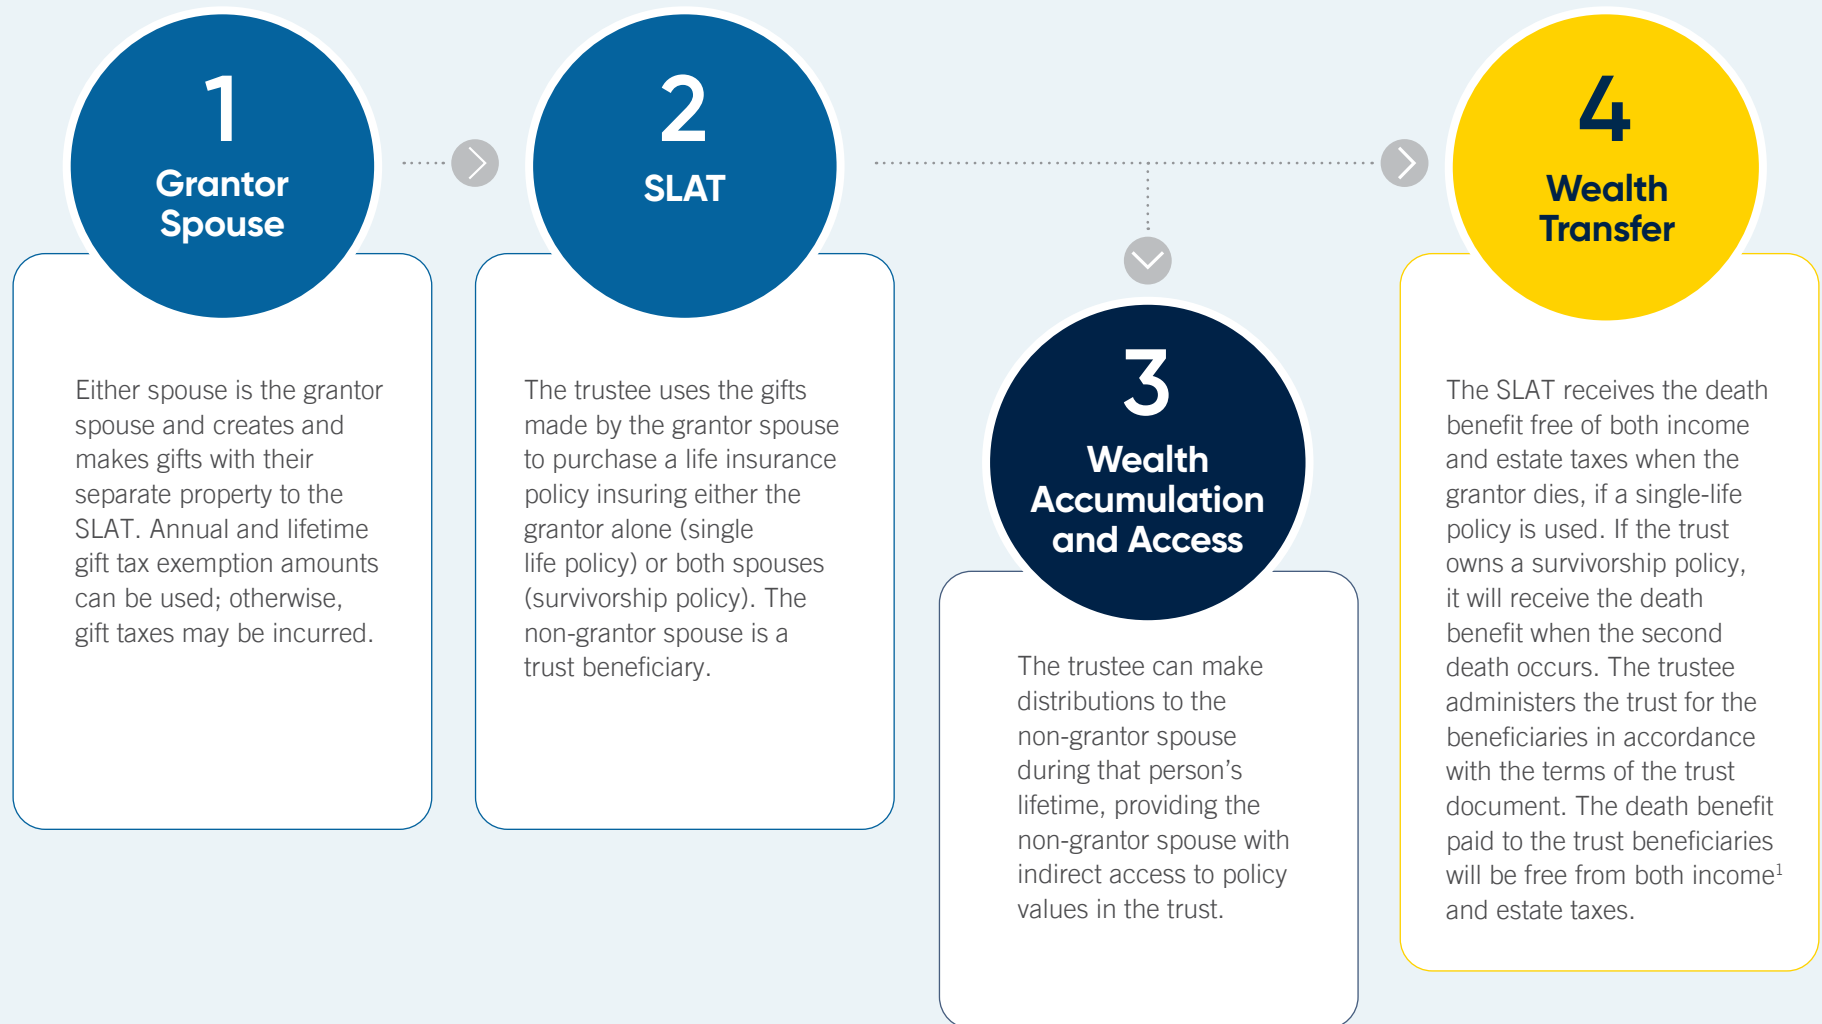 1
Grantor
Spouse
Either spouse is the grantor
spouse and creates and
makes gifts with their
separate property to the
SLAT. Annual and lifetime
gift tax exemption amounts
can be used; otherwise,
gift taxes may be incurred.
2
SLAT
The trustee uses the gifts
made by the grantor spouse
to purchase a life insurance
policy insuring either the
grantor alone (single
life policy) or both spouses
(survivorship policy). The
non-grantor spouse is a
trust beneficiary.
3
Wealth
Accumulation
and Access
The trustee can make
distributions to the
non-grantor spouse
during that person’s
lifetime, providing the
non-grantor spouse with
indirect access to policy
values in the trust.
4
Wealth
Transfer
The SLAT receives the death
benefit free of both income
and estate taxes when the
grantor dies, if a single-life
policy is used. If the trust
owns a survivorship policy,
it will receive the death
benefit when the second
death occurs. The trustee
administers the trust for the
beneficiaries in accordance
with the terms of the trust
document. The death benefit
paid to the trust beneficiaries
will be free from both income¹
and estate taxes.